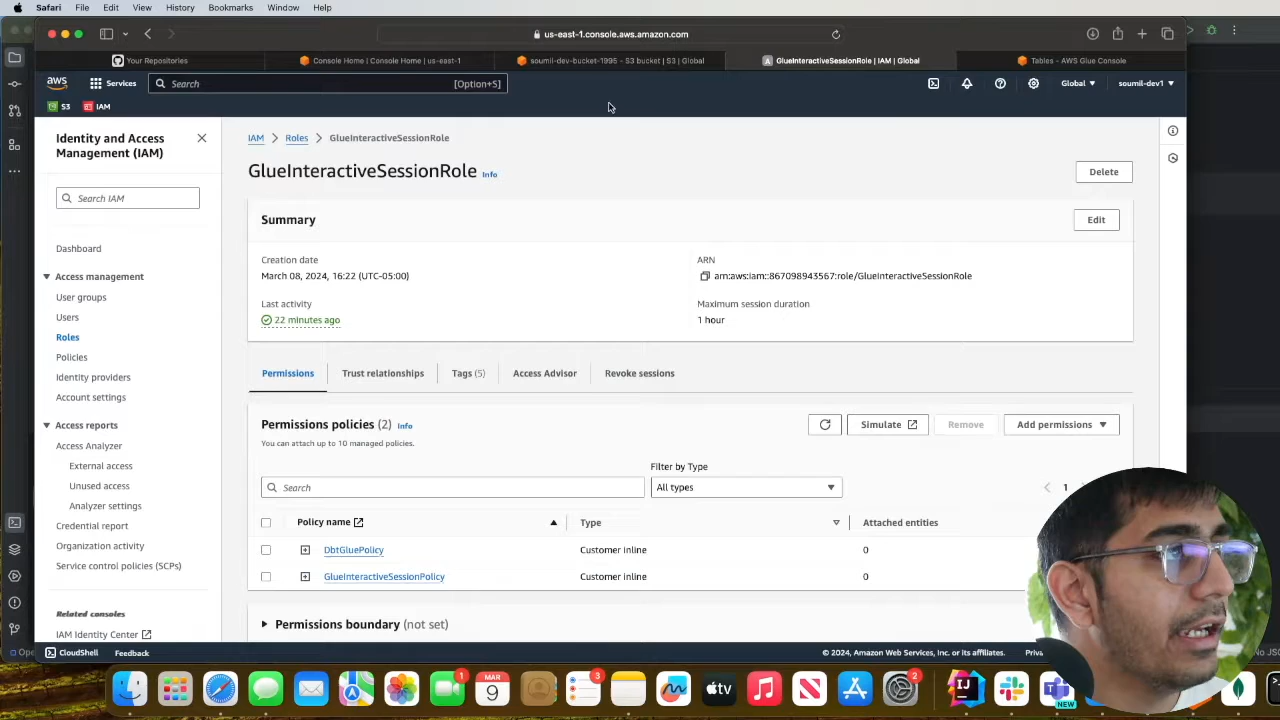 Safari File Edit View History Bookmarks Window Help
us-east-1.console.aws.amazon.com
Your Repositories
Console Home | Console Home | us-east-1
soumil-dev-bucket-1995 - S3 bucket | S3 | Global
GlueInteractiveSessionRole | IAM | Global
Tables - AWS Glue Console
aws Services Search [Option+S] Global soumil-dev1
S3 IAM
Identity and Access
Management (IAM)
Search IAM
Dashboard
Access management
User groups
Users
Roles
Policies
Identity providers
Account settings
Access reports
Access Analyzer
External access
Unused access
Analyzer settings
Credential report
Organization activity
Service control policies (SCPs)
Related consoles
IAM Identity Center
IAM > Roles > GlueInteractiveSessionRole
GlueInteractiveSessionRole Info
Delete
Summary
Edit
Creation date
March 08, 2024, 16:22 (UTC-05:00)
ARN
arn:aws:iam::867098943567:role/GlueInteractiveSessionRole
Last activity
22 minutes ago
Maximum session duration
1 hour
Permissions Trust relationships Tags (5) Access Advisor Revoke sessions
Permissions policies (2) Info
You can attach up to 10 managed policies.
Simulate Remove Add permissions
Filter by Type
Search All types
1
Policy name Type Attached entities
DbtGluePolicy Customer inline 0
GlueInteractiveSessionPolicy Customer inline 0
Permissions boundary (not set)
CloudShell Feedback © 2024, Amazon Web Services, Inc. or its affiliates.
MAR
9
1
3
tv
2
NEW